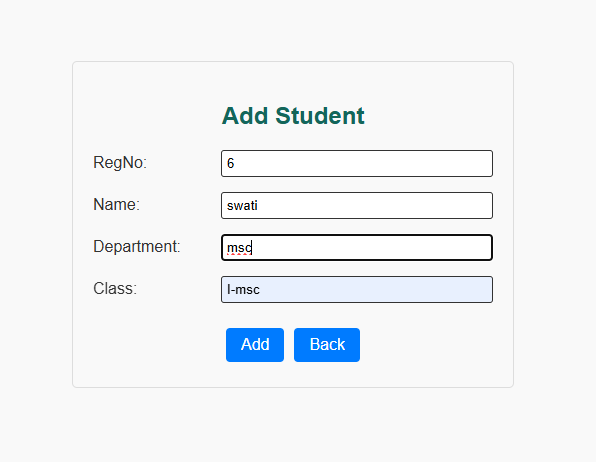 Add Student
RegNo: 6
Name: swati
Department: msc
Class: I-msc
Add Back